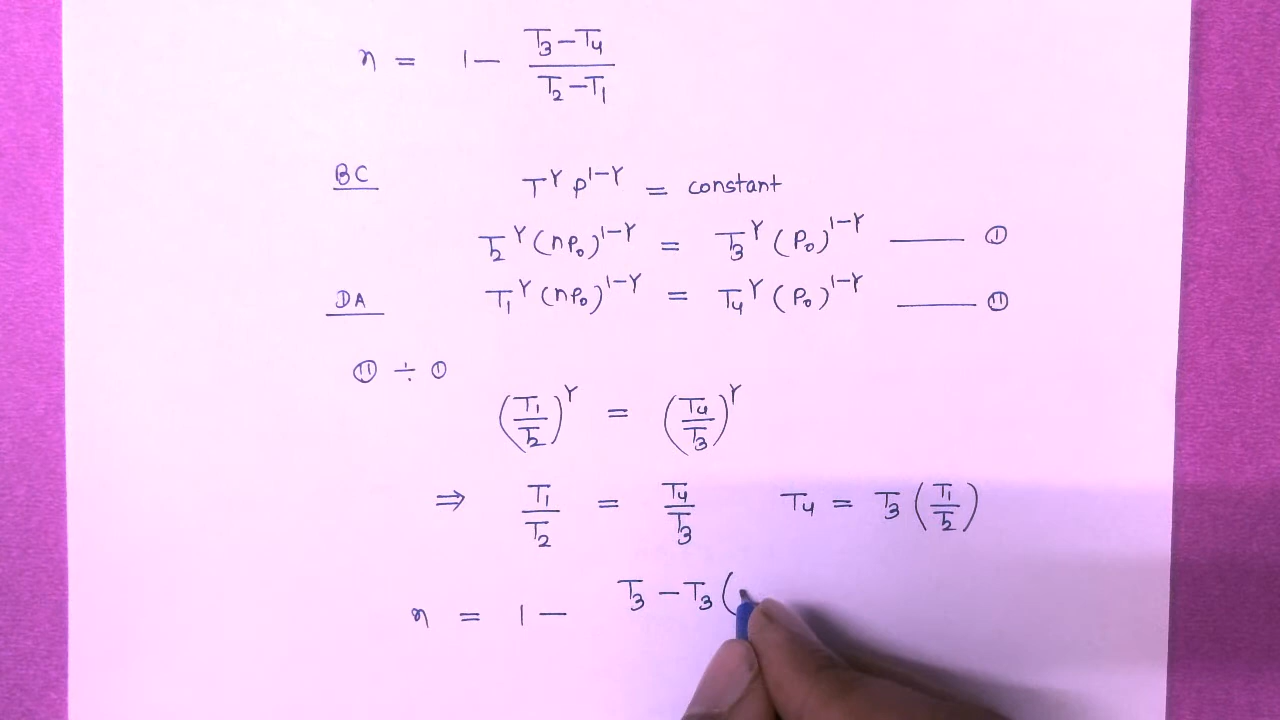 η = 1 − (T₃−T₄)/(T₂−T₁)
BC T^γ P^(1−γ) = constant
T₂^γ (nP₀)^(1−γ) = T₃^γ (P₀)^(1−γ) —— ①
DA T₁^γ (nP₀)^(1−γ) = T₄^γ (P₀)^(1−γ) —— ⑪
⑪ ÷ ①
(T₁/T₂)^γ = (T₄/T₃)^γ
⇒ T₁/T₂ = T₄/T₃ T₄ = T₃ (T₁/T₂)
η = 1 − T₃ − T₃ (